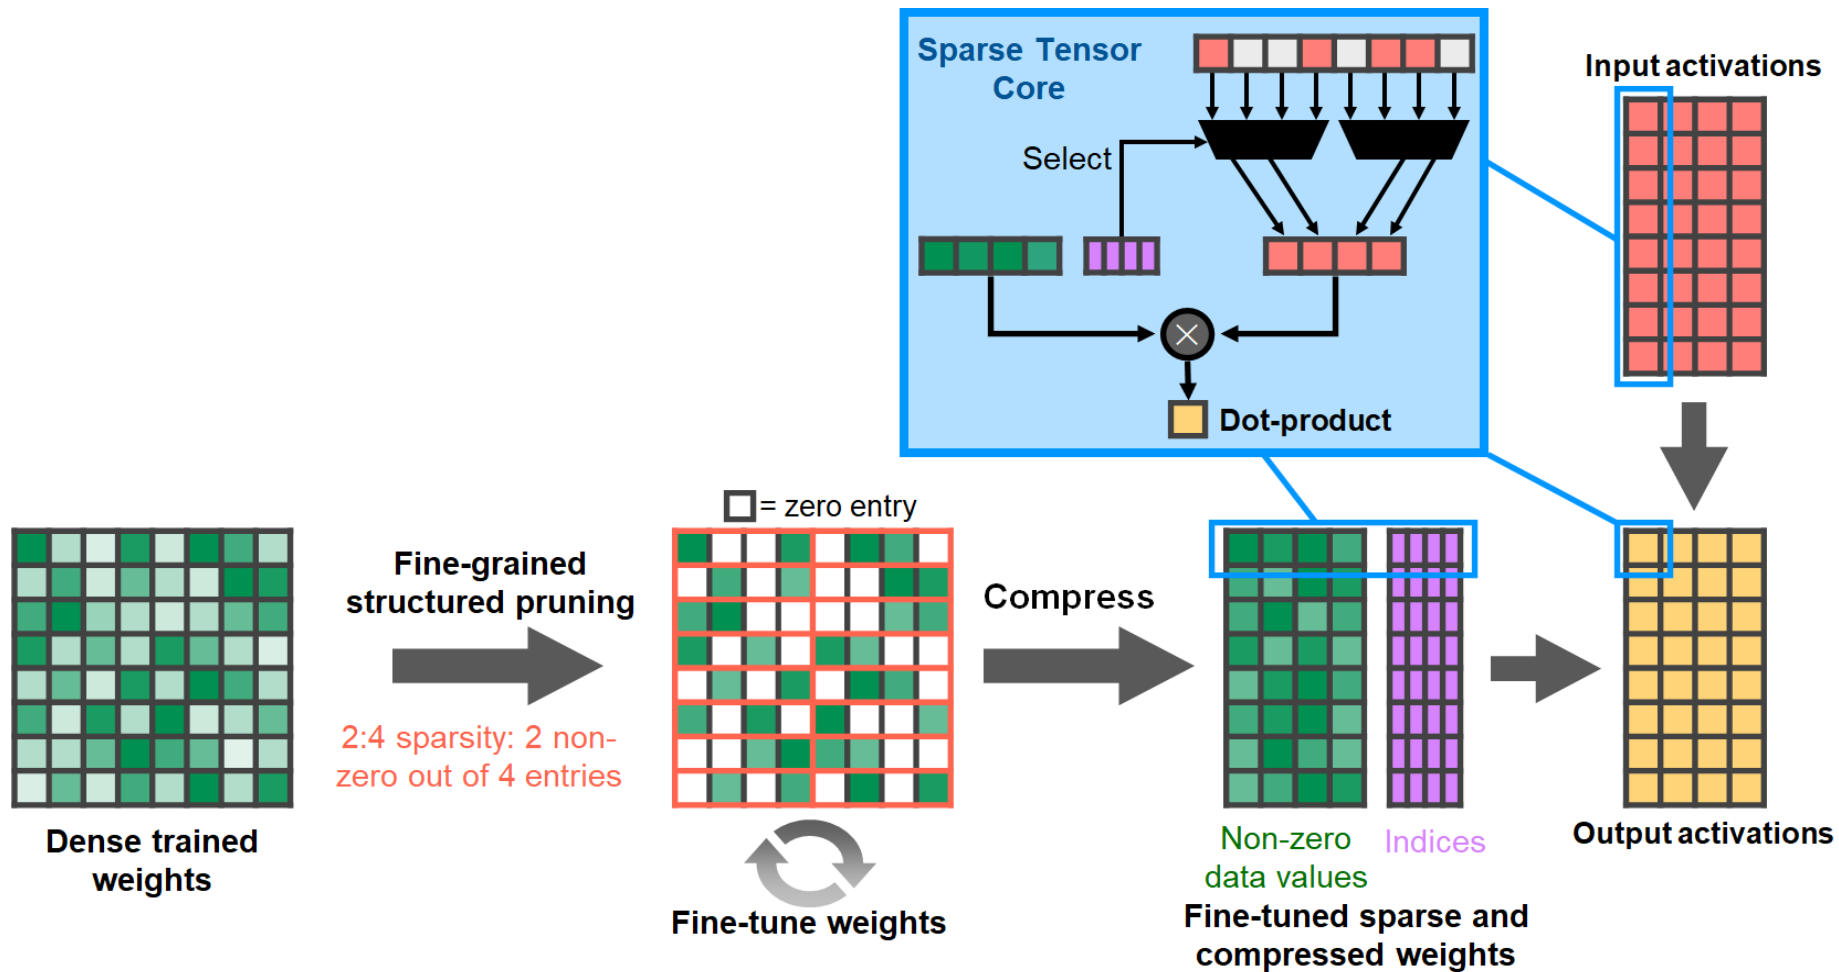 Sparse Tensor
Core
Select
Dot-product
Input activations
= zero entry
Fine-grained
structured pruning
2:4 sparsity: 2 non-
zero out of 4 entries
Compress
Dense trained
weights
Fine-tune weights
Non-zero
data values
Indices
Fine-tuned sparse and
compressed weights
Output activations